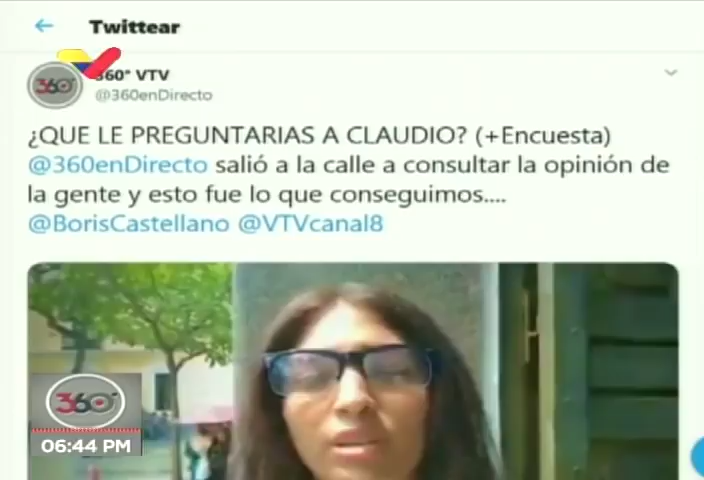 Twittear
360° VTV
360°
@360enDirecto
¿QUE LE PREGUNTARIAS A CLAUDIO? (+Encuesta)
@360enDirecto salió a la calle a consultar la opinión de
la gente y esto fue lo que conseguimos....
@BorisCastellano @VTVcanal8
360°
06:44 PM